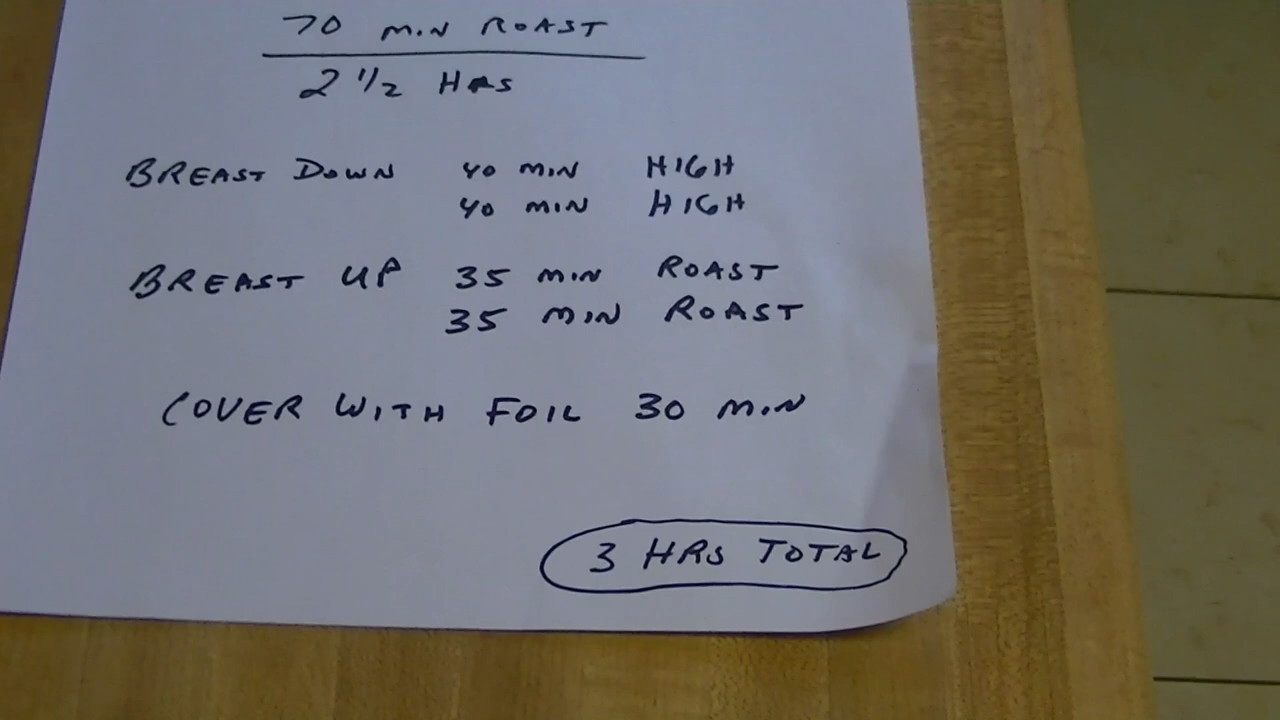 70 MIN ROAST
2 1/2 HRS
BREAST DOWN 40 MIN HIGH
40 MIN HIGH
BREAST UP 35 MIN ROAST
35 MIN ROAST
COVER WITH FOIL 30 MIN
3 HRS TOTAL